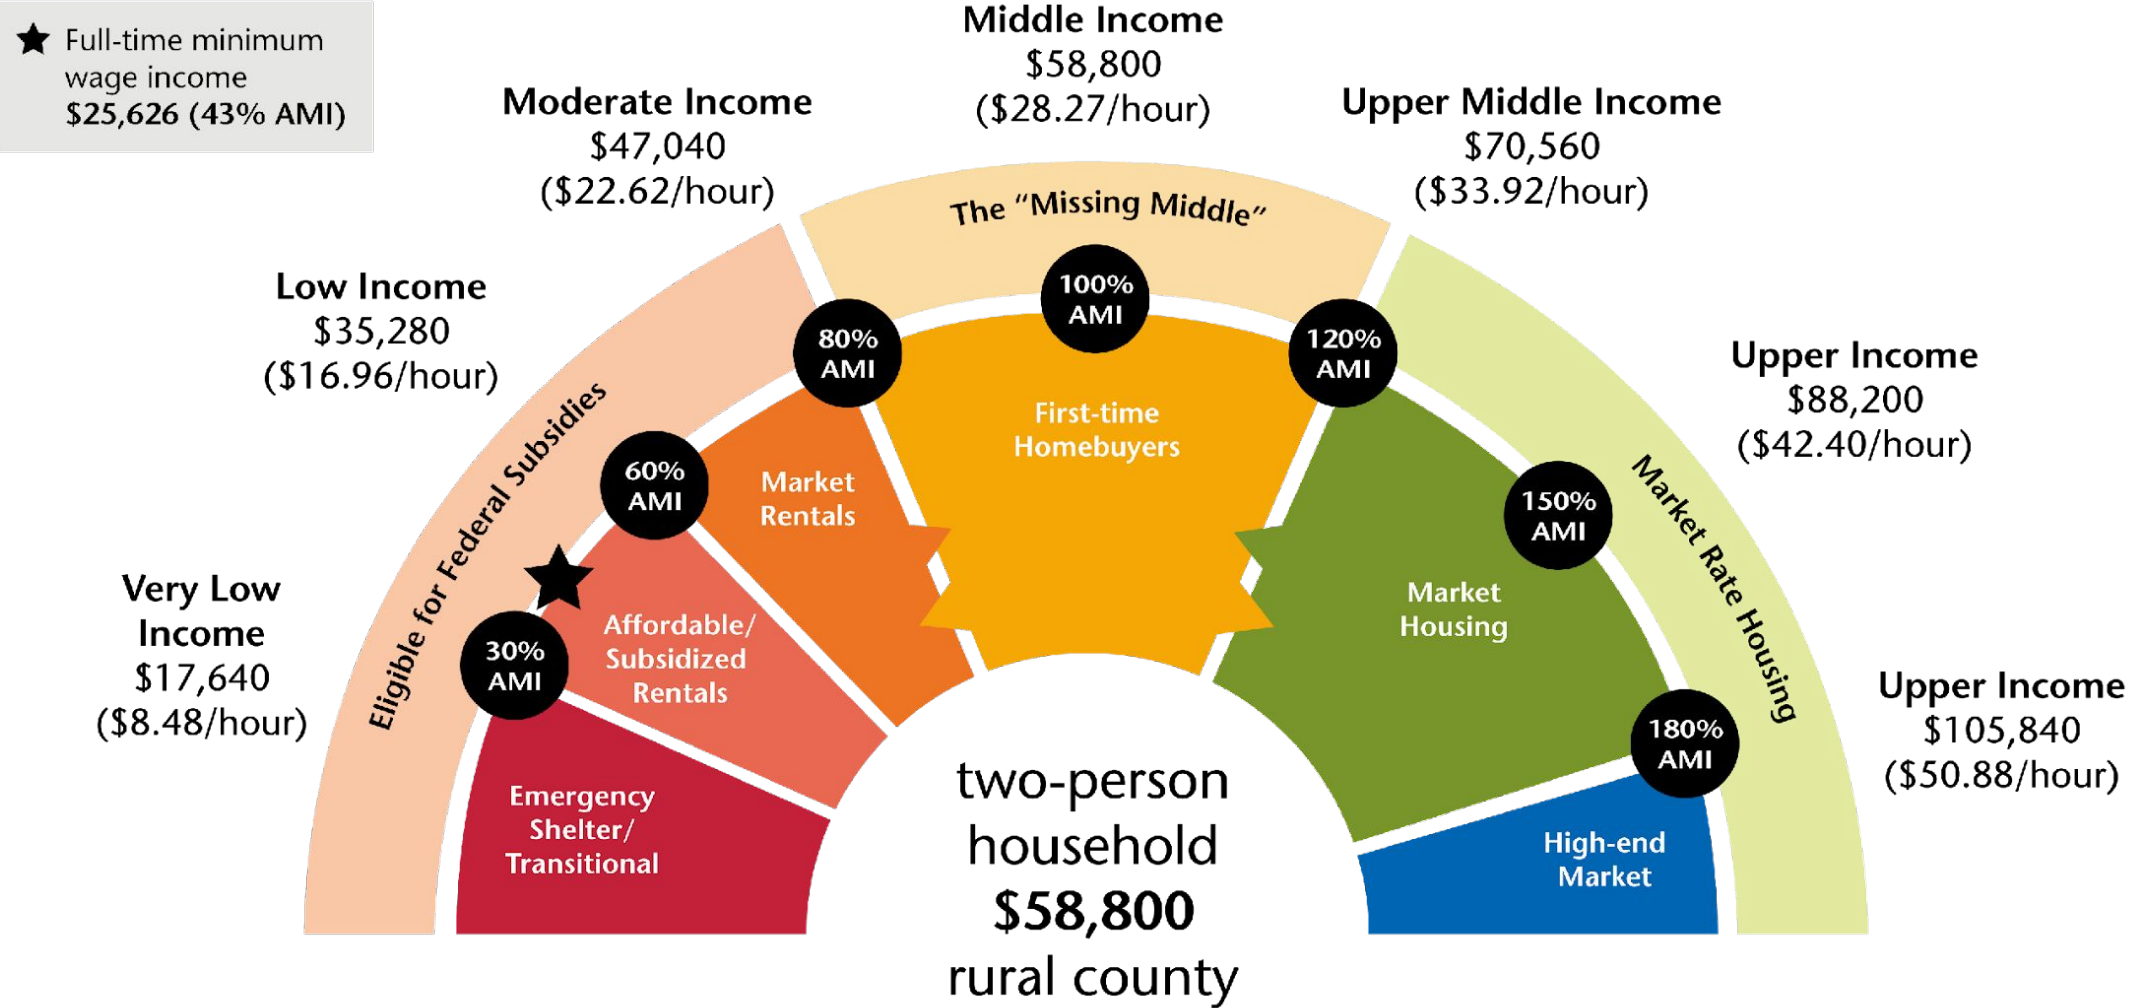 Full-time minimum
wage income
$25,626 (43% AMI)
Middle Income
$58,800
($28.27/hour)
Moderate Income
$47,040
($22.62/hour)
Upper Middle Income
$70,560
($33.92/hour)
Low Income
$35,280
($16.96/hour)
Upper Income
$88,200
($42.40/hour)
Very Low
Income
$17,640
($8.48/hour)
Upper Income
$105,840
($50.88/hour)
Eligible for Federal Subsidies
The “Missing Middle”
Market Rate Housing
30%
AMI
60%
AMI
80%
AMI
100%
AMI
120%
AMI
150%
AMI
180%
AMI
Emergency
Shelter/
Transitional
Affordable/
Subsidized
Rentals
Market
Rentals
First-time
Homebuyers
Market
Housing
High-end
Market
two-person
household
$58,800
rural county